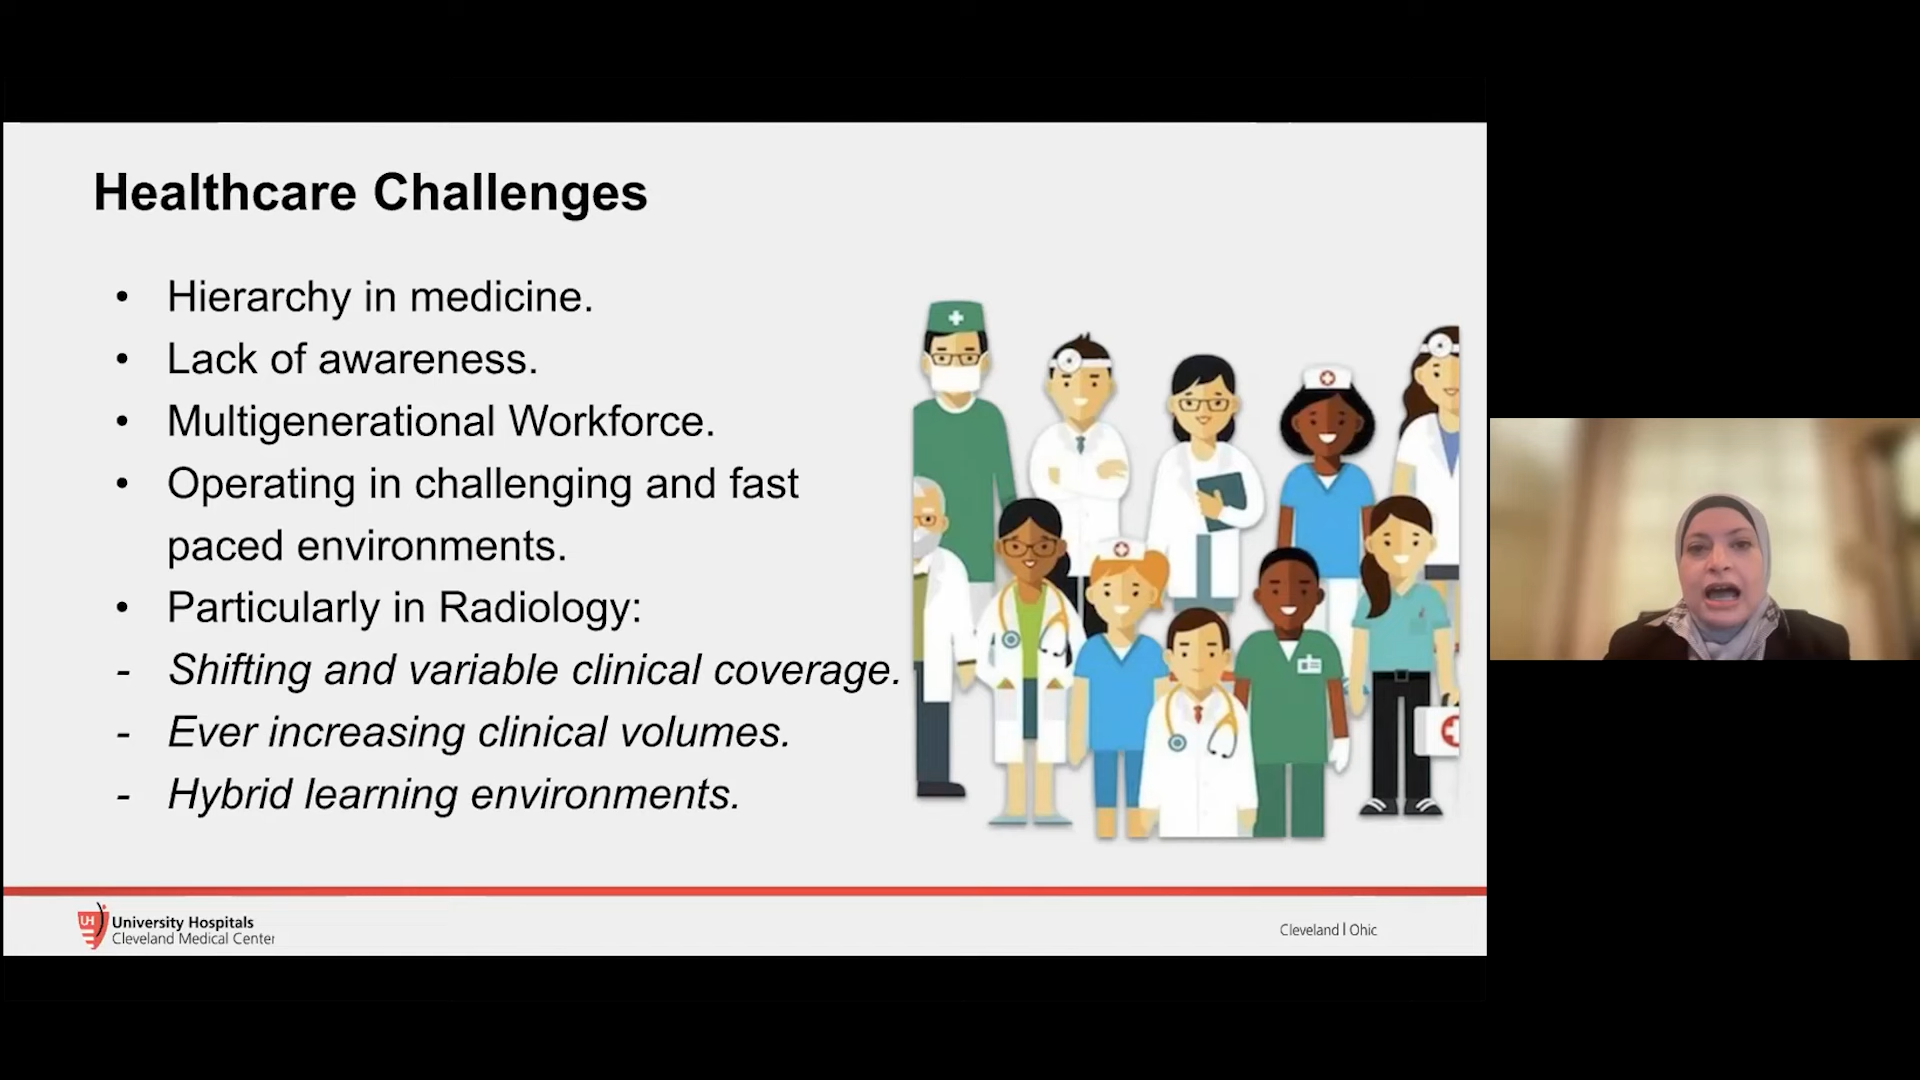 Healthcare Challenges
• Hierarchy in medicine.
• Lack of awareness.
• Multigenerational Workforce.
• Operating in challenging and fast
paced environments.
• Particularly in Radiology:
- Shifting and variable clinical coverage.
- Ever increasing clinical volumes.
- Hybrid learning environments.
UH
University Hospitals
Cleveland Medical Center
Cleveland | Ohio